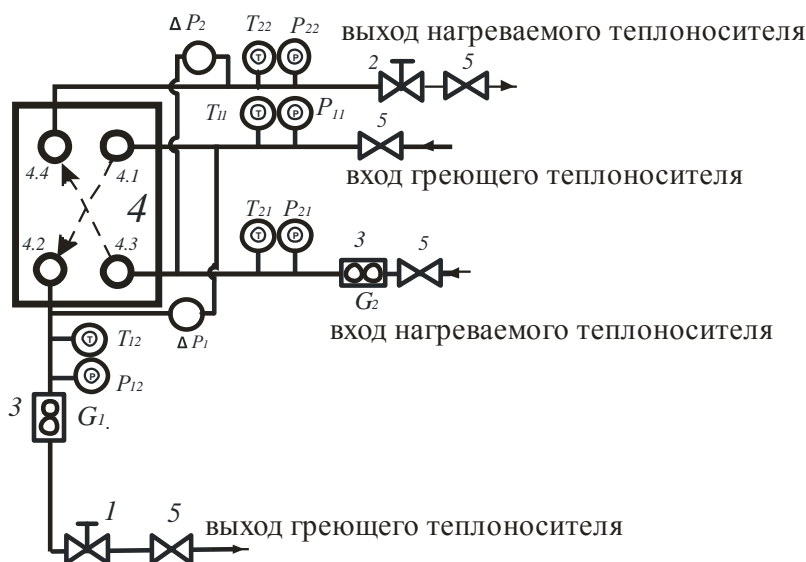 Δ P2
T22
P22
выход нагреваемого теплоносителя
2
5
T11
P11
5
вход греющего теплоносителя
4.4
4.1
4
T21
P21
3
5
4.2
4.3
G2
вход нагреваемого теплоносителя
Δ P1
T12
P12
3
G1.
1
5
выход греющего теплоносителя
T
P
T
P
T
P
T
P